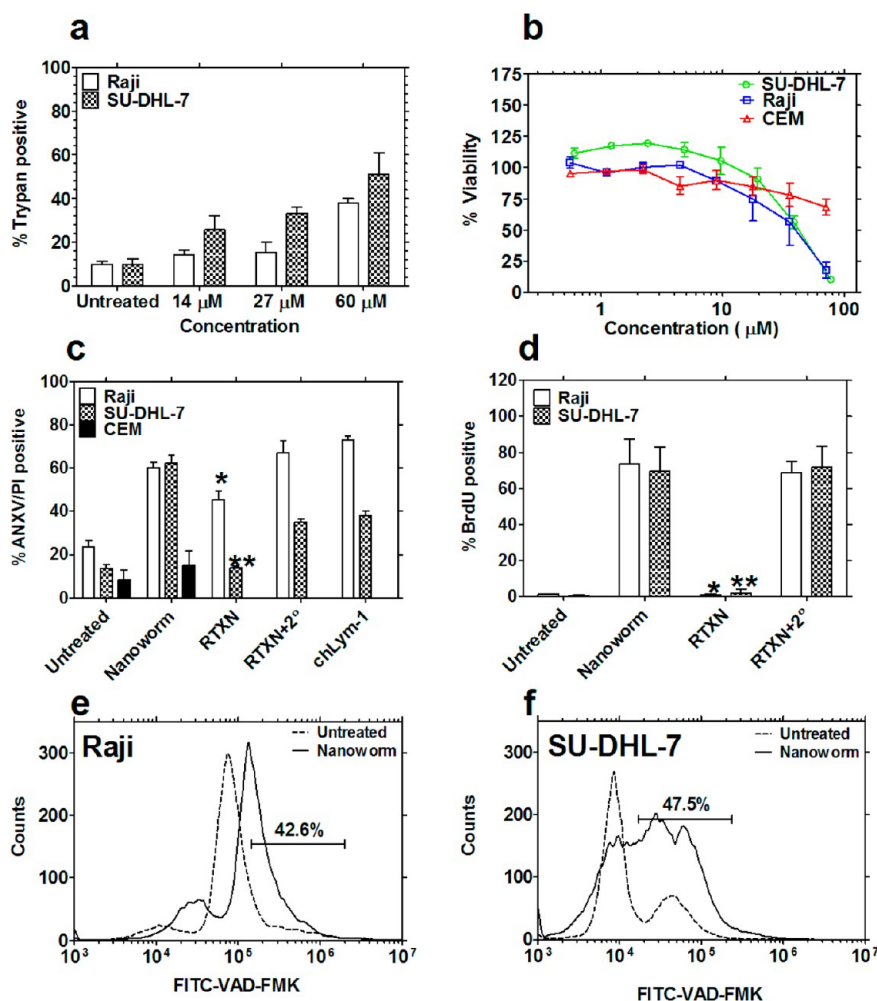 a
% Trypan positive
100
80
60
40
20
0
Raji
SU-DHL-7
Untreated 14 μM 27 μM 60 μM
Concentration
b
% Viability
175
150
125
100
75
50
25
0
SU-DHL-7
Raji
CEM
1 10 100
Concentration ( μM)
c
% ANXV/PI positive
100
80
60
40
20
0
Raji
SU-DHL-7
CEM
*
**
Untreated
Nanoworm
RTXN
RTXN+2º
chLym-1
d
% BrdU positive
120
100
80
60
40
20
0
Raji
SU-DHL-7
*
**
Untreated
Nanoworm
RTXN
RTXN+2º
e
Raji
Counts
300
200
100
0
Untreated
Nanoworm
42.6%
10³ 10⁴ 10⁵ 10⁶ 10⁷
FITC-VAD-FMK
f
SU-DHL-7
Counts
300
200
100
0
Untreated
Nanoworm
47.5%
10³ 10⁴ 10⁵ 10⁶ 10⁷
FITC-VAD-FMK